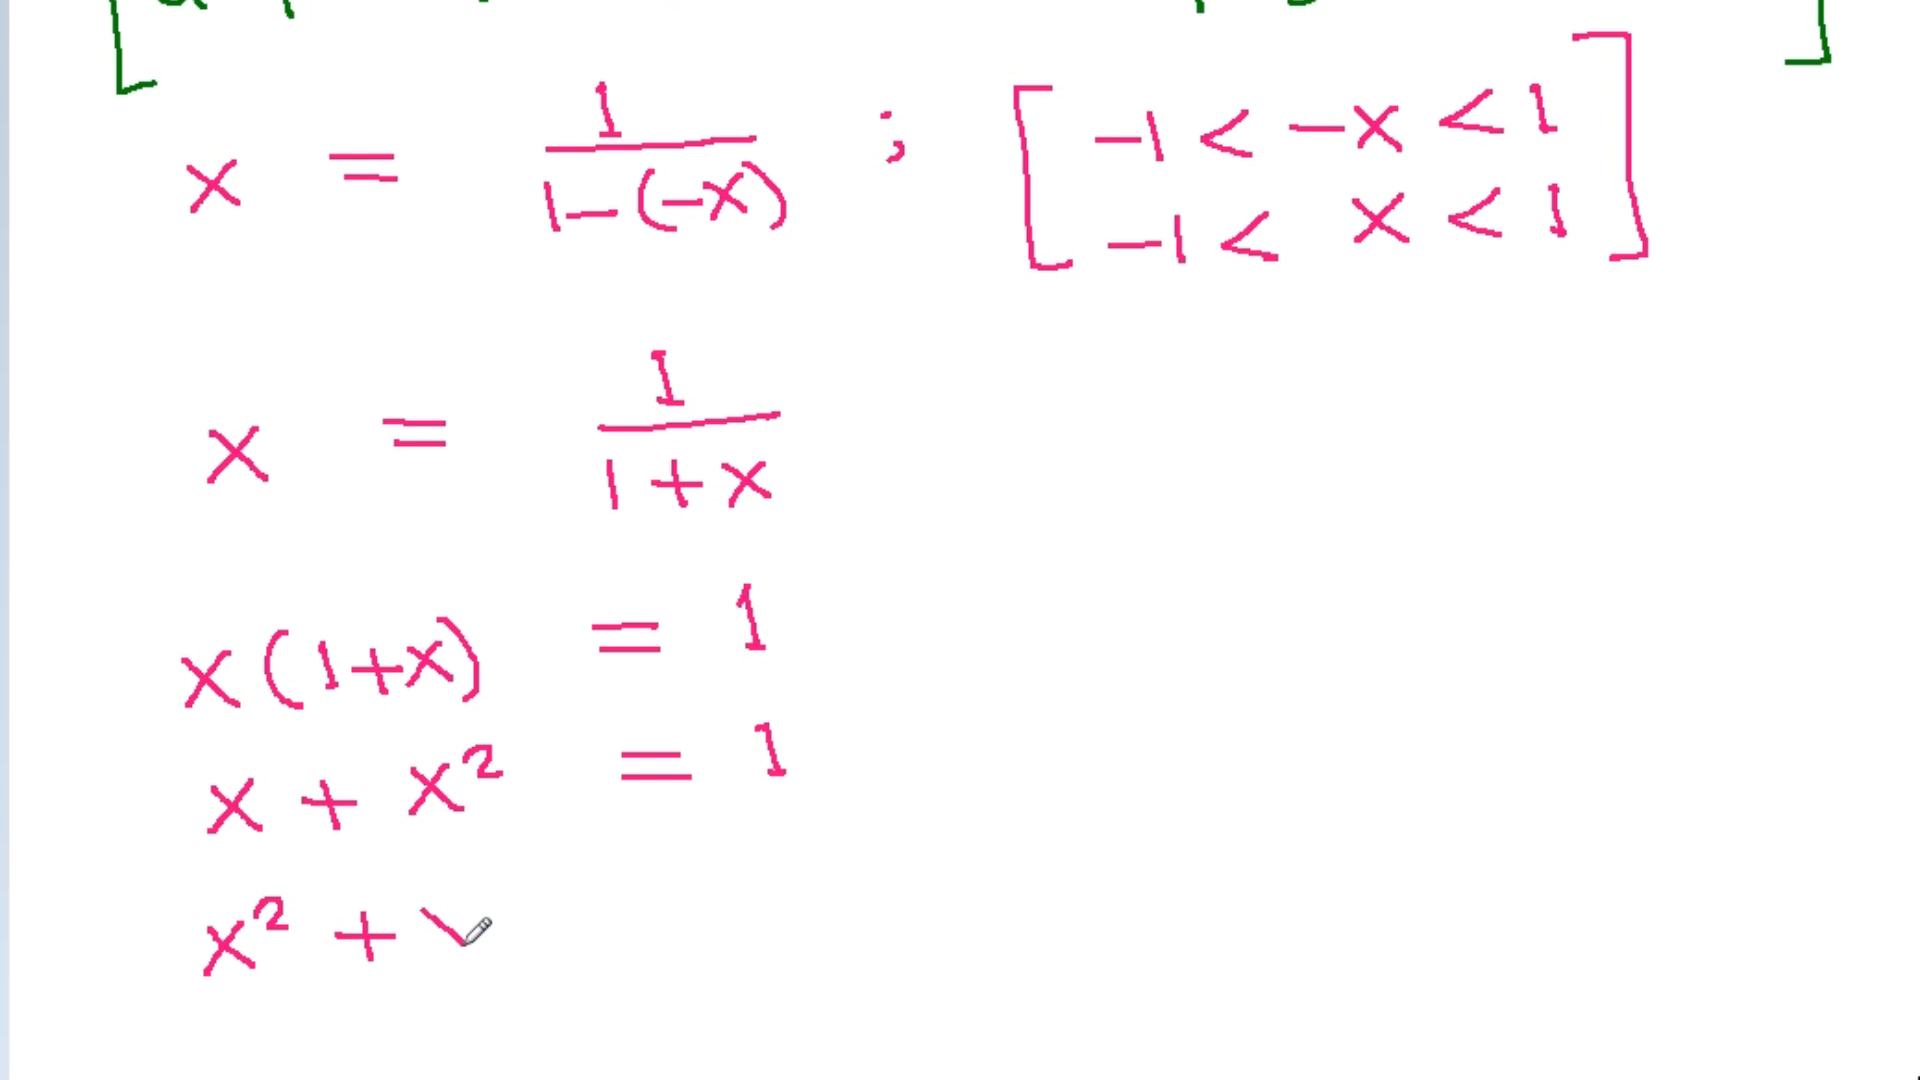 x = 1/(1-(-x)) ; [ -1 < -x < 1
-1 < x < 1 ]
x = 1/(1+x)
x(1+x) = 1
x + x² = 1
x² +